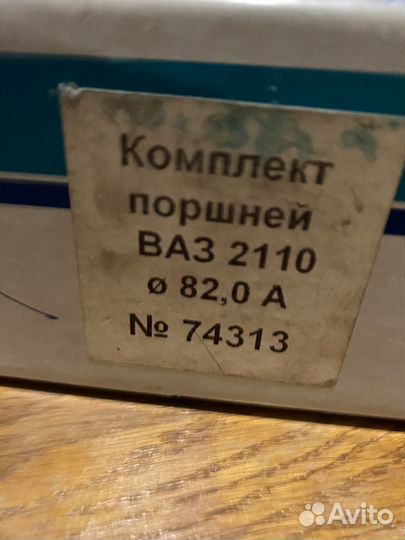 Комплект
поршней
ВАЗ 2110
ø 82,0 А
№ 74313
Avito